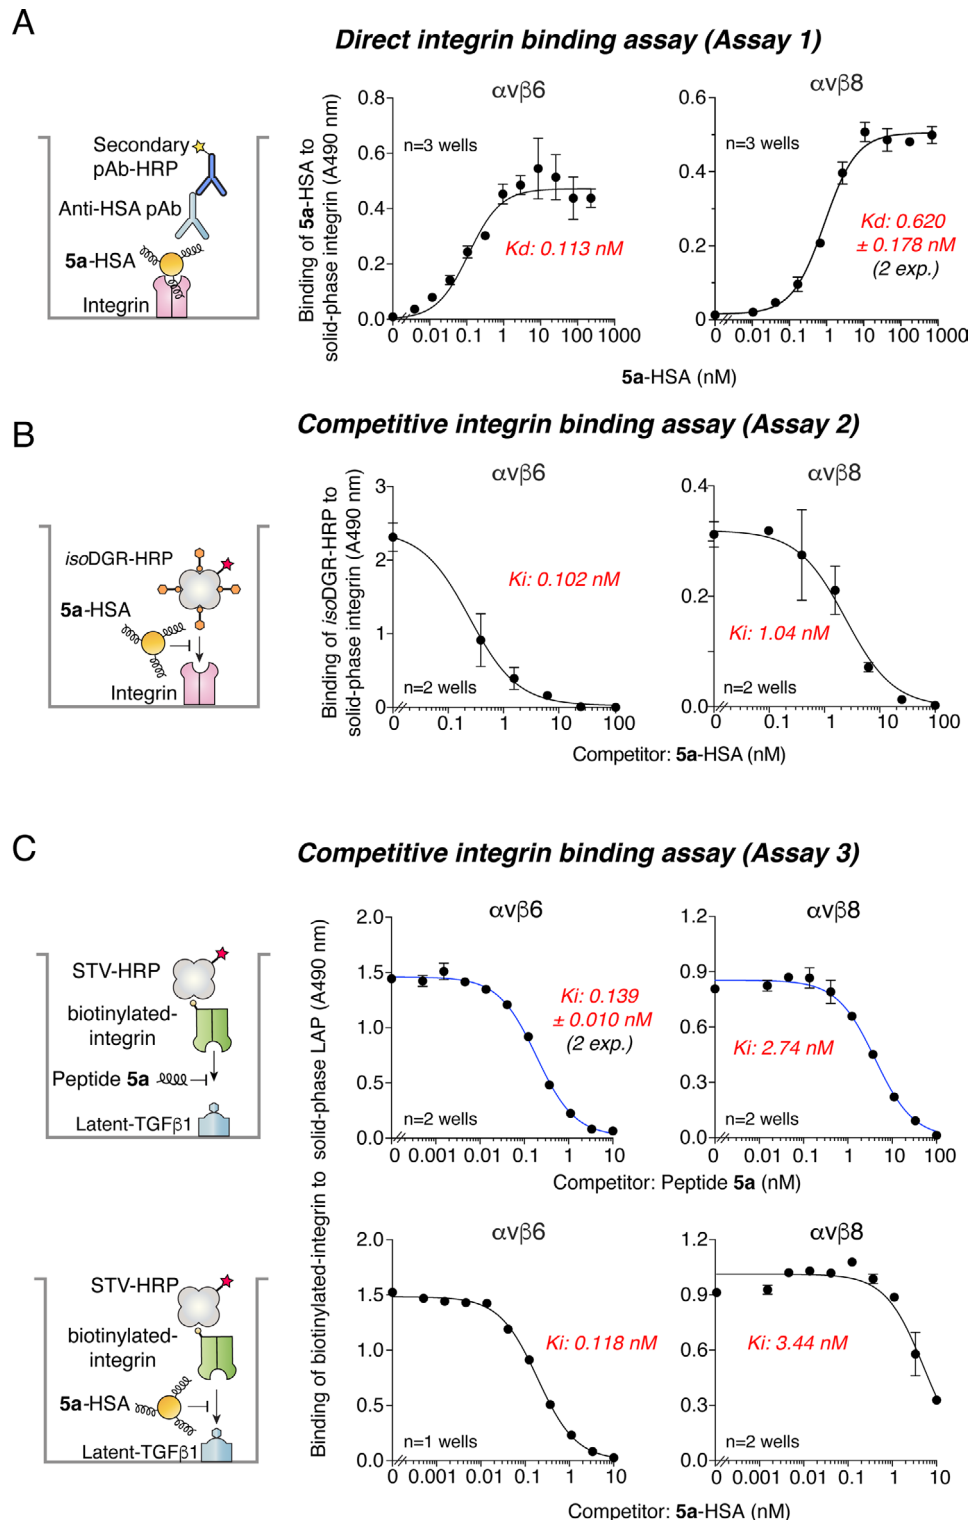 A
Direct integrin binding assay (Assay 1)
Secondary
pAb-HRP
Anti-HSA pAb
5a-HSA
Integrin
Binding of 5a-HSA to
solid-phase integrin (A490 nm)
αvβ6
0.8
0.6
0.4
0.2
0.0
n=3 wells
Kd: 0.113 nM
0 0.01 0.1 1 10 100 1000
αvβ8
0.6
0.4
0.2
0
n=3 wells
Kd: 0.620
± 0.178 nM
(2 exp.)
0 0.01 0.1 1 10 100 1000
5a-HSA (nM)
B
Competitive integrin binding assay (Assay 2)
isoDGR-HRP
5a-HSA
Integrin
Binding of isoDGR-HRP to
solid-phase integrin (A490 nm)
αvβ6
3
2
1
0
Ki: 0.102 nM
n=2 wells
0 0.1 1 10 100
αvβ8
0.4
0.2
0
Ki: 1.04 nM
n=2 wells
0 0.1 1 10 100
Competitor: 5a-HSA (nM)
C
Competitive integrin binding assay (Assay 3)
STV-HRP
biotinylated-
integrin
Peptide 5a
Latent-TGFβ1
Binding of biotinylated-integrin to solid-phase LAP (A490 nm)
αvβ6
2.0
1.5
1.0
0.5
0.0
Ki: 0.139
± 0.010 nM
(2 exp.)
n=2 wells
0 0.001 0.01 0.1 1 10
αvβ8
1.2
0.9
0.6
0.3
0.0
Ki: 2.74 nM
n=2 wells
0 0.01 0.1 1 10 100
Competitor: Peptide 5a (nM)
STV-HRP
biotinylated-
integrin
5a-HSA
Latent-TGFβ1
αvβ6
2.0
1.5
1.0
0.5
0.0
Ki: 0.118 nM
n=1 wells
0 0.001 0.01 0.1 1 10
αvβ8
1.2
0.9
0.6
0.3
0.0
Ki: 3.44 nM
n=2 wells
0 0.001 0.01 0.1 1 10
Competitor: 5a-HSA (nM)